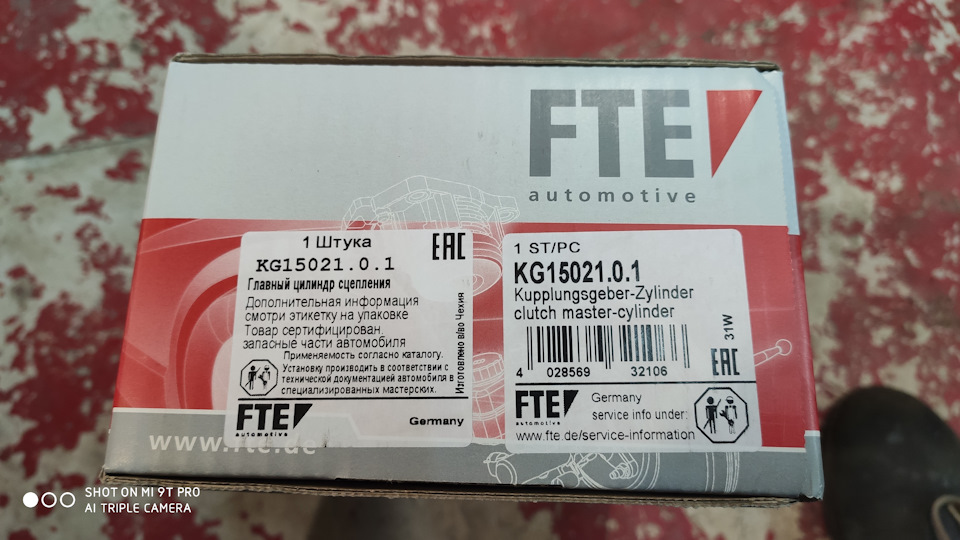 FTE
automotive
1 Штука
KG15021.0.1
Главный цилиндр сцепления
Дополнительная информация
смотри этикетку на упаковке
Товар сертифицирован.
запасные части автомобиля
Применяемость согласно каталогу.
Установку производить в соответствии с
технической документацией автомобиля в
специализированных мастерских.
FTE
automotive
Germany
EAC
Изготовлено в/во Чехия
1 ST/PC
KG15021.0.1
Kupplungsgeber-Zylinder
clutch master-cylinder
31W
EAC
4 028569 32106
FTE
automotive
Germany
service info under:
www.fte.de/service-information
www.fte.de
SHOT ON MI 9T PRO
AI TRIPLE CAMERA